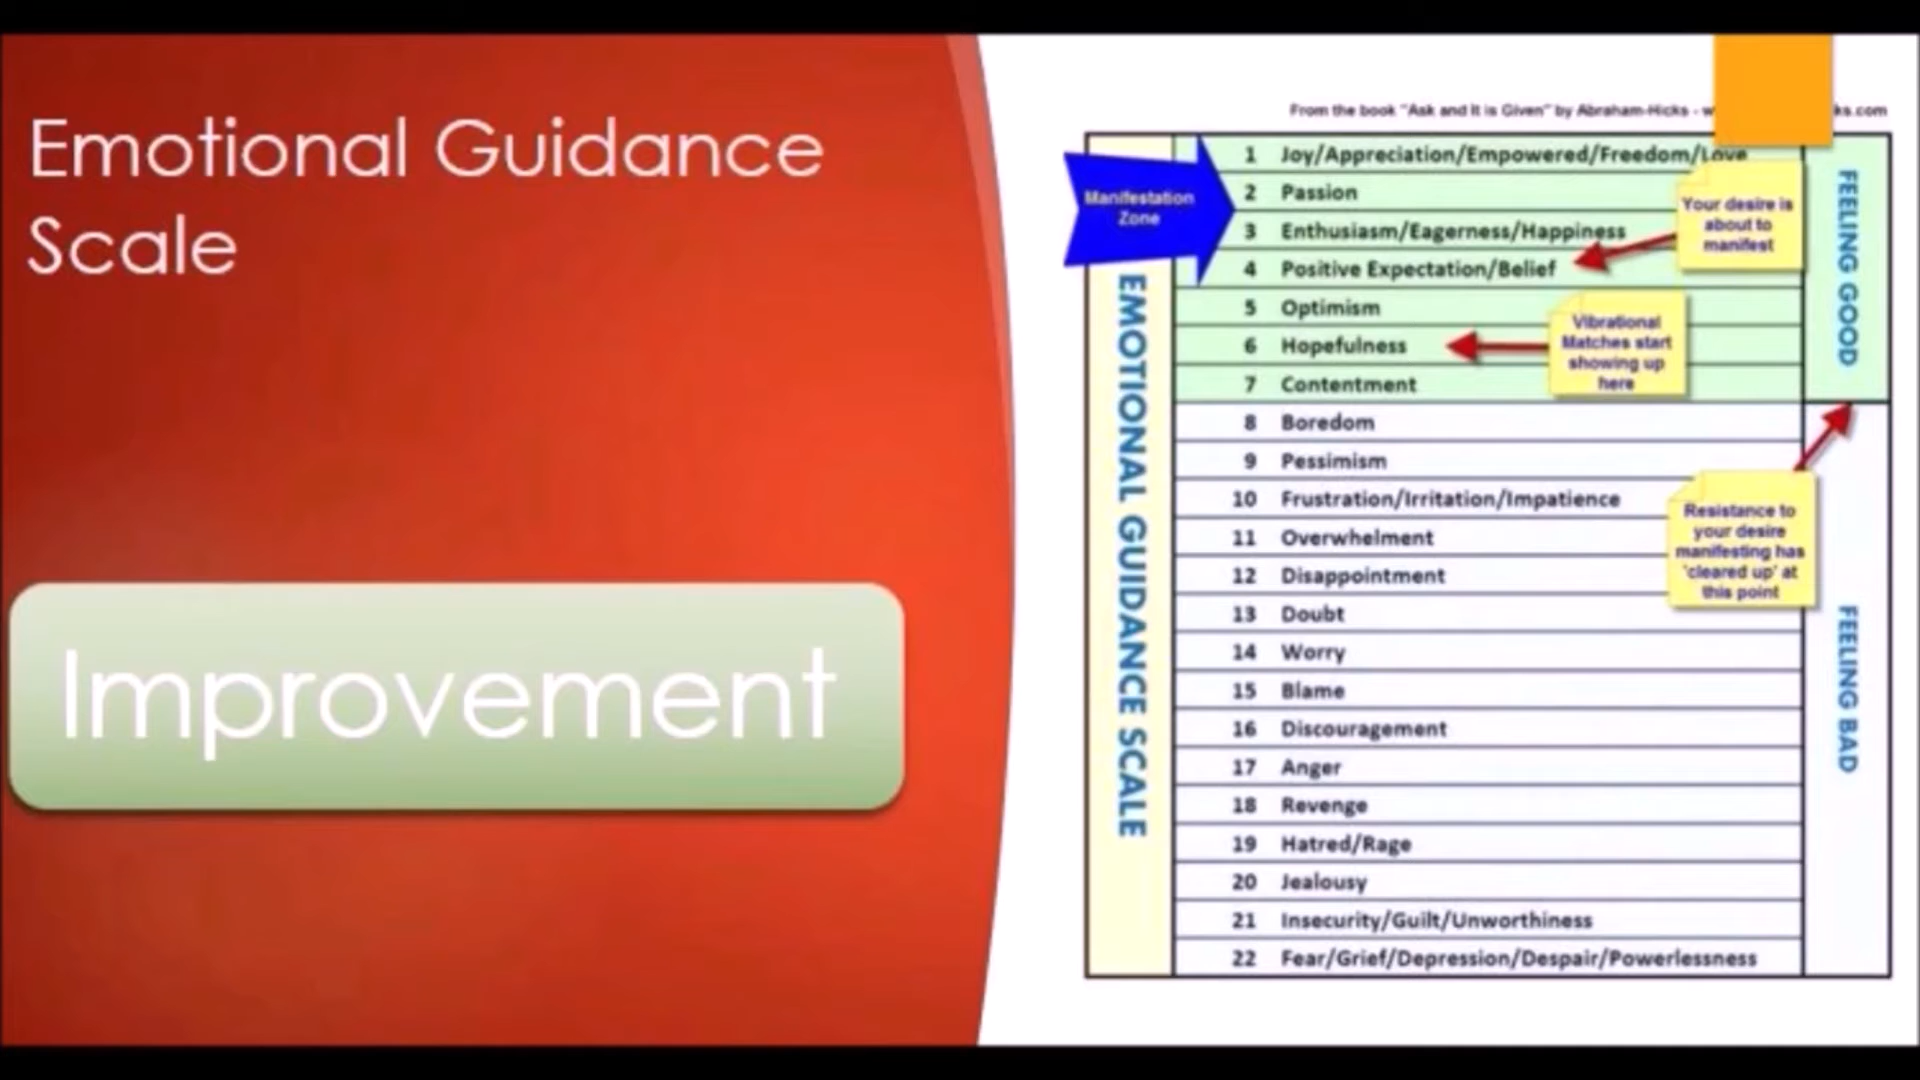 Emotional Guidance
Scale
Improvement
From the book "Ask and It is Given" by Abraham-Hicks - w ks.com
Manifestation
Zone
EMOTIONAL GUIDANCE SCALE
1 Joy/Appreciation/Empowered/Freedom/Love
2 Passion
3 Enthusiasm/Eagerness/Happiness
4 Positive Expectation/Belief
5 Optimism
6 Hopefulness
7 Contentment
8 Boredom
9 Pessimism
10 Frustration/Irritation/Impatience
11 Overwhelment
12 Disappointment
13 Doubt
14 Worry
15 Blame
16 Discouragement
17 Anger
18 Revenge
19 Hatred/Rage
20 Jealousy
21 Insecurity/Guilt/Unworthiness
22 Fear/Grief/Depression/Despair/Powerlessness
Your desire is
about to
manifest
Vibrational
Matches start
showing up
here
Resistance to
your desire
manifesting has
'cleared up' at
this point
FEELING GOOD
FEELING BAD